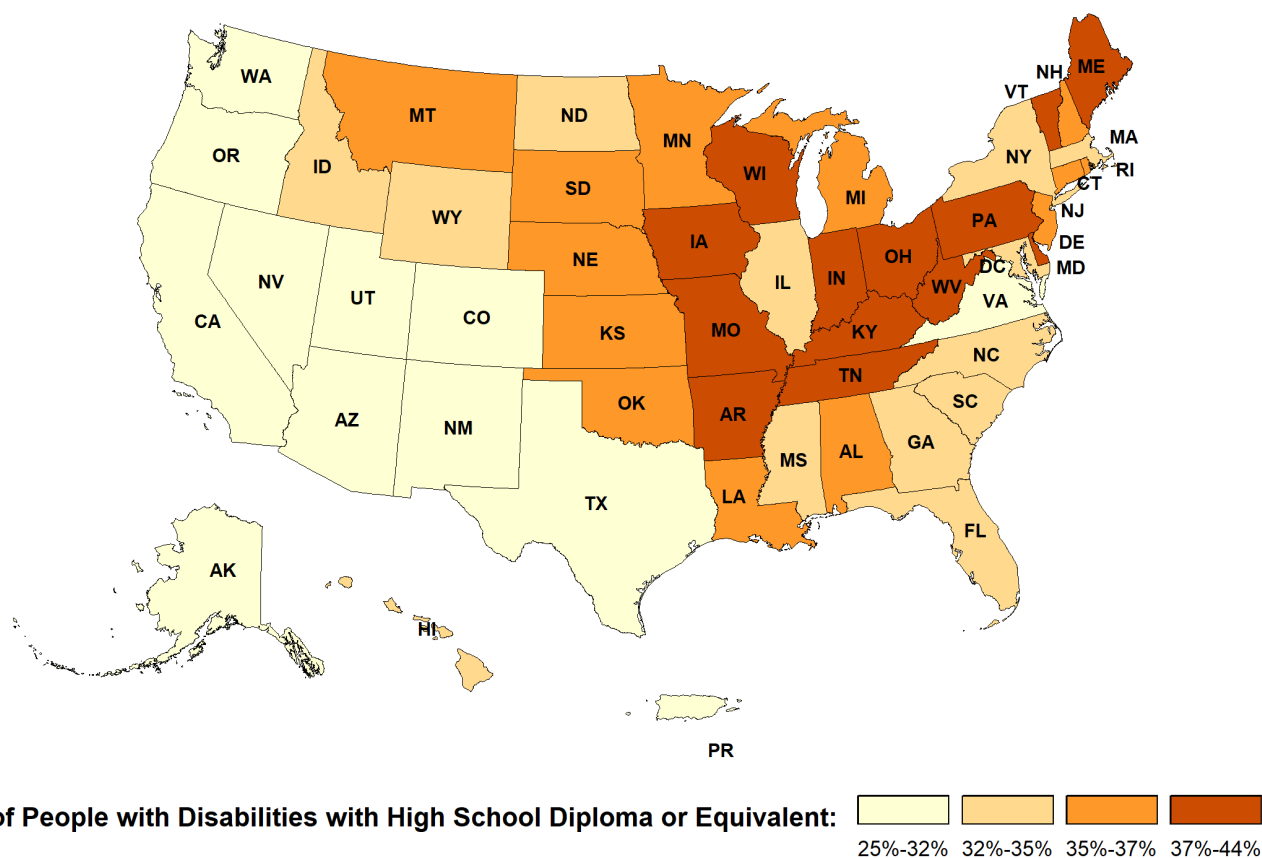 ME
NH
WA
VT
MT
ND
MA
MN
OR
NY
ID
RI
WI
CT
SD
MI
NJ
WY
PA
IA
DE
OH
NE
DC
MD
NV
IN
IL
WV
UT
VA
CO
CA
MO
KY
KS
NC
TN
OK
SC
AR
AZ
NM
GA
AL
MS
LA
TX
FL
AK
HI
PR
of People with Disabilities with High School Diploma or Equivalent:
25%-32% 32%-35% 35%-37% 37%-44%